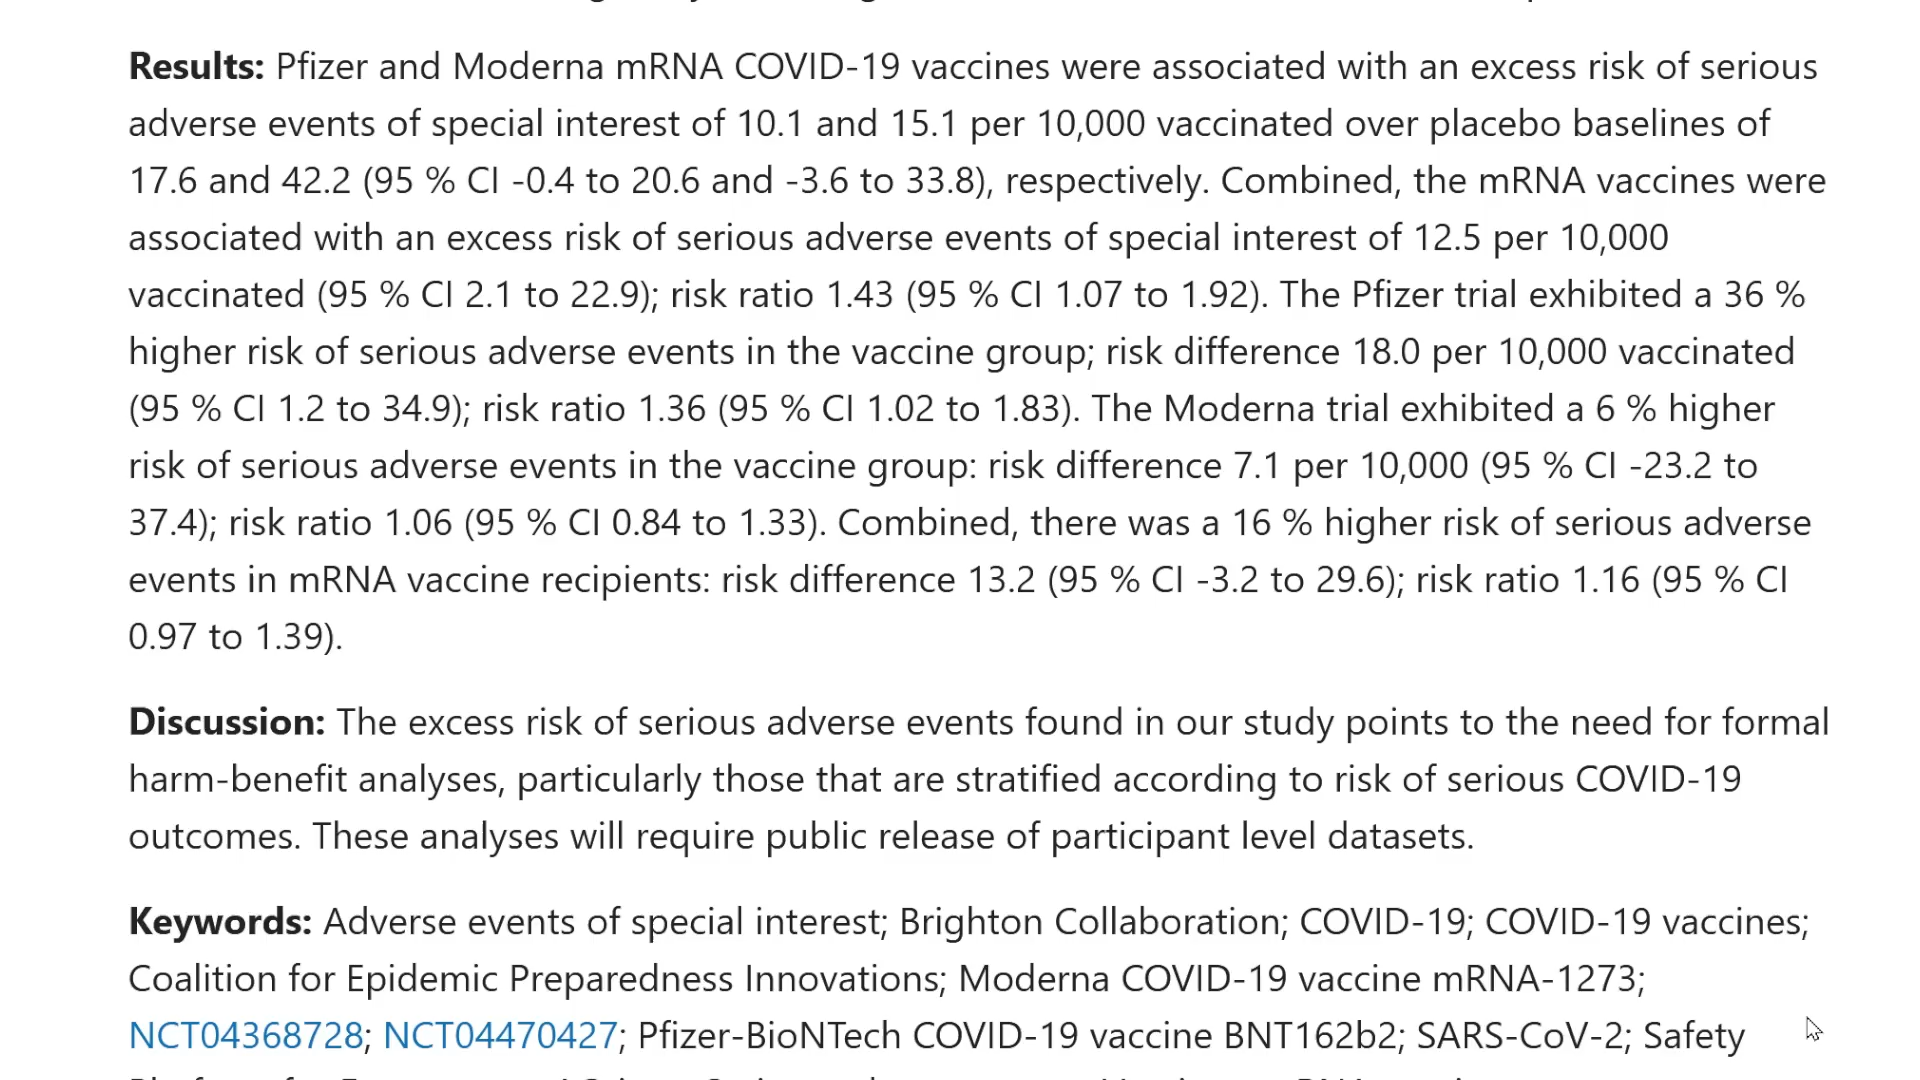 Results: Pfizer and Moderna mRNA COVID-19 vaccines were associated with an excess risk of serious
adverse events of special interest of 10.1 and 15.1 per 10,000 vaccinated over placebo baselines of
17.6 and 42.2 (95 % CI -0.4 to 20.6 and -3.6 to 33.8), respectively. Combined, the mRNA vaccines were
associated with an excess risk of serious adverse events of special interest of 12.5 per 10,000
vaccinated (95 % CI 2.1 to 22.9); risk ratio 1.43 (95 % CI 1.07 to 1.92). The Pfizer trial exhibited a 36 %
higher risk of serious adverse events in the vaccine group; risk difference 18.0 per 10,000 vaccinated
(95 % CI 1.2 to 34.9); risk ratio 1.36 (95 % CI 1.02 to 1.83). The Moderna trial exhibited a 6 % higher
risk of serious adverse events in the vaccine group: risk difference 7.1 per 10,000 (95 % CI -23.2 to
37.4); risk ratio 1.06 (95 % CI 0.84 to 1.33). Combined, there was a 16 % higher risk of serious adverse
events in mRNA vaccine recipients: risk difference 13.2 (95 % CI -3.2 to 29.6); risk ratio 1.16 (95 % CI
0.97 to 1.39).
Discussion: The excess risk of serious adverse events found in our study points to the need for formal
harm-benefit analyses, particularly those that are stratified according to risk of serious COVID-19
outcomes. These analyses will require public release of participant level datasets.
Keywords: Adverse events of special interest; Brighton Collaboration; COVID-19; COVID-19 vaccines;
Coalition for Epidemic Preparedness Innovations; Moderna COVID-19 vaccine mRNA-1273;
NCT04368728; NCT04470427; Pfizer-BioNTech COVID-19 vaccine BNT162b2; SARS-CoV-2; Safety